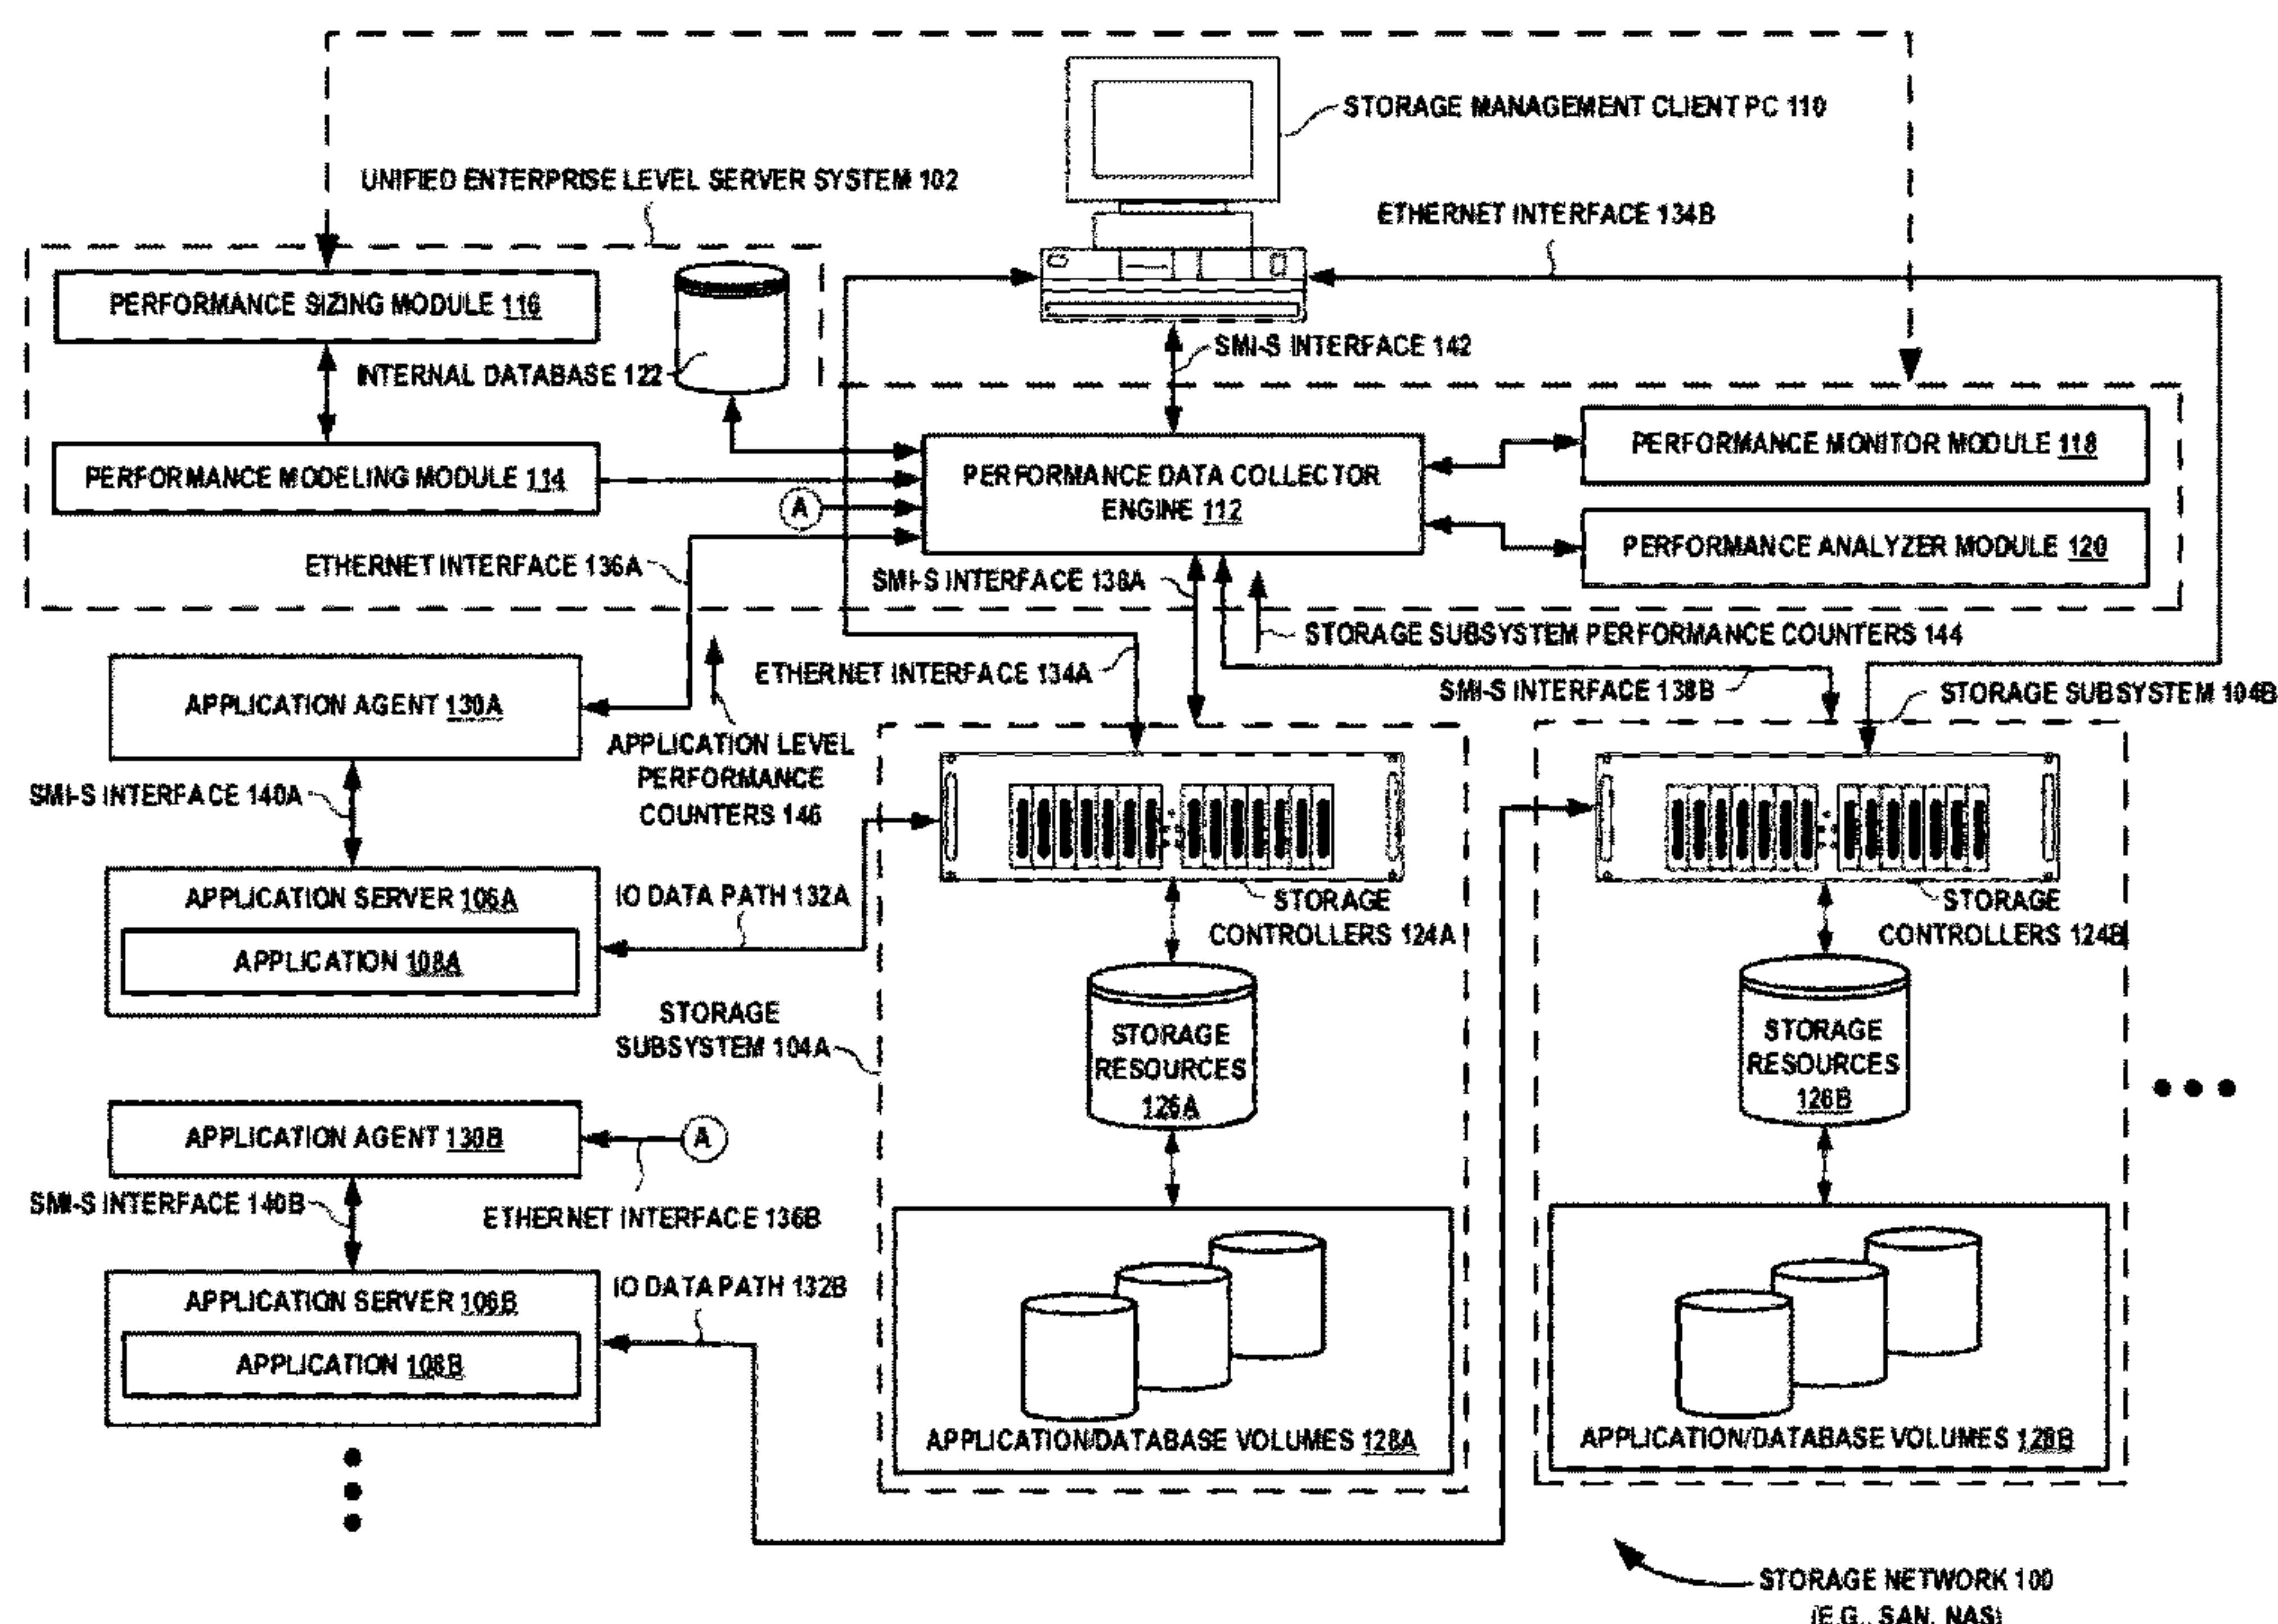 STORAGE MANAGEMENT CLIENT PC 110
UNIFIED ENTERPRISE LEVEL SERVER SYSTEM 102
ETHERNET INTERFACE 134B
PERFORMANCE SIZING MODULE 116
SMI-S INTERFACE 142
INTERNAL DATABASE 122
PERFORMANCE MODELING MODULE 114
PERFORMANCE DATA COLLECTOR
ENGINE 112
PERFORMANCE MONITOR MODULE 118
A
PERFORMANCE ANALYZER MODULE 120
ETHERNET INTERFACE 136A
SMI-S INTERFACE 138A
STORAGE SUBSYSTEM PERFORMANCE COUNTERS 144
ETHERNET INTERFACE 134A
SMI-S INTERFACE 138B
STORAGE SUBSYSTEM 104B
APPLICATION AGENT 130A
APPLICATION LEVEL
PERFORMANCE
COUNTERS 146
SMI-S INTERFACE 140A
APPLICATION SERVER 106A
APPLICATION 108A
IO DATA PATH 132A
STORAGE
CONTROLLERS 124A
STORAGE
CONTROLLERS 124B
STORAGE
SUBSYSTEM 104A
STORAGE
RESOURCES
126A
STORAGE
RESOURCES
126B
APPLICATION AGENT 130B
A
SMI-S INTERFACE 140B
ETHERNET INTERFACE 136B
APPLICATION SERVER 106B
APPLICATION 108B
IO DATA PATH 132B
APPLICATION/DATABASE VOLUMES 128A
APPLICATION/DATABASE VOLUMES 128B
STORAGE NETWORK 100
(E.G., SAN, NAS)